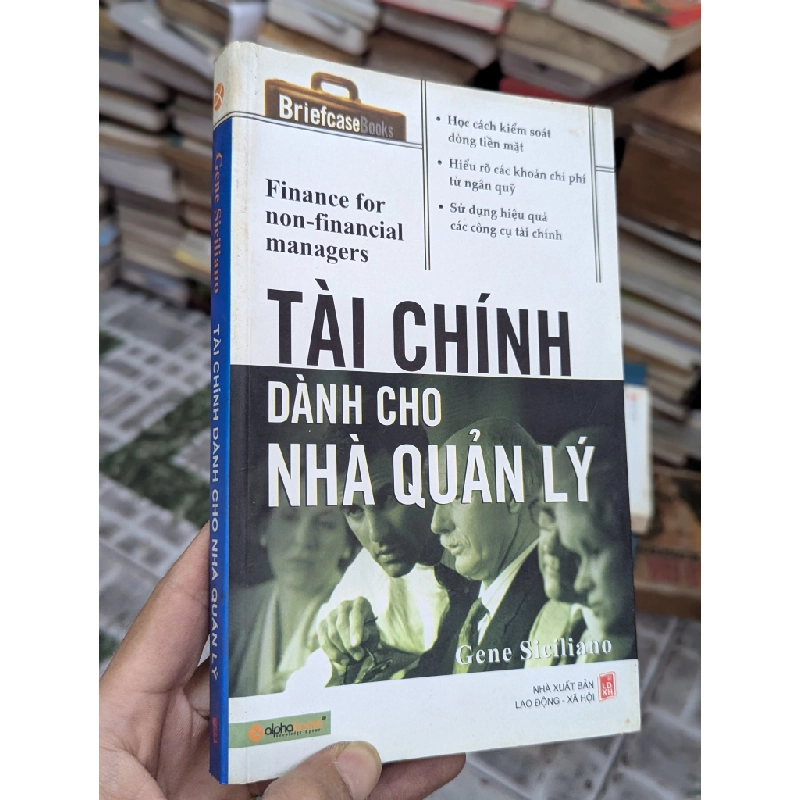 BriefcaseBooks
• Học cách kiểm soát
dòng tiền mặt
• Hiểu rõ các khoản chi phí
từ ngân quỹ
• Sử dụng hiệu quả
các công cụ tài chính
Finance for
non-financial
managers
TÀI CHÍNH
DÀNH CHO
NHÀ QUẢN LÝ
Gene Siciliano
NHÀ XUẤT BẢN
LAO ĐỘNG - XÃ HỘI
alphabooks
Gene Siciliano
TÀI CHÍNH DÀNH CHO NHÀ QUẢN LÝ